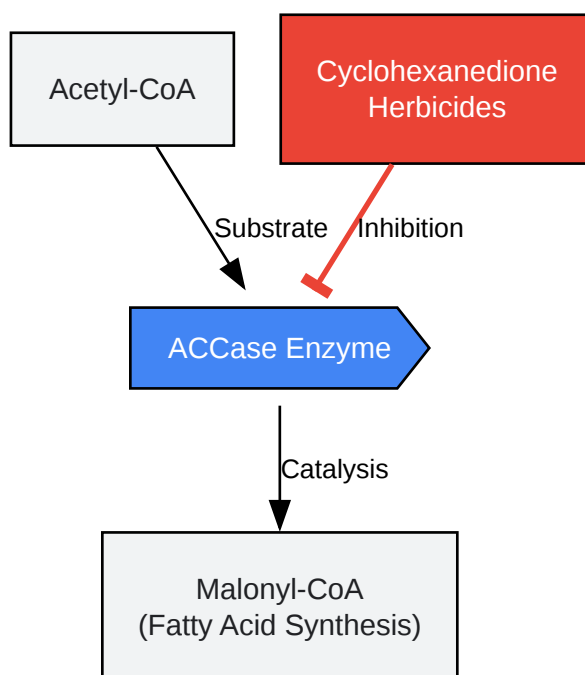 Acetyl-CoA
Cyclohexanedione
Herbicides
Substrate
Inhibition
ACCase Enzyme
Catalysis
Malonyl-CoA
(Fatty Acid Synthesis)